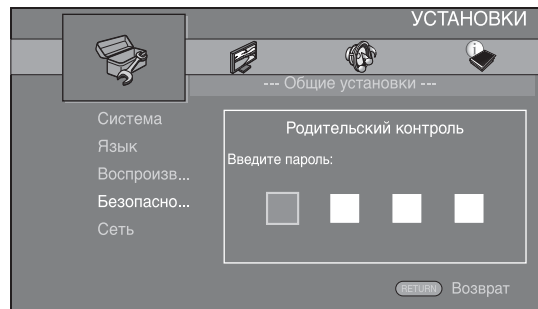 УСТАНОВКИ
--- Общие установки ---
Система
Язык
Воспроизв...
Безопасно...
Сеть
Родительский контроль
Введите пароль:
RETURN Возврат